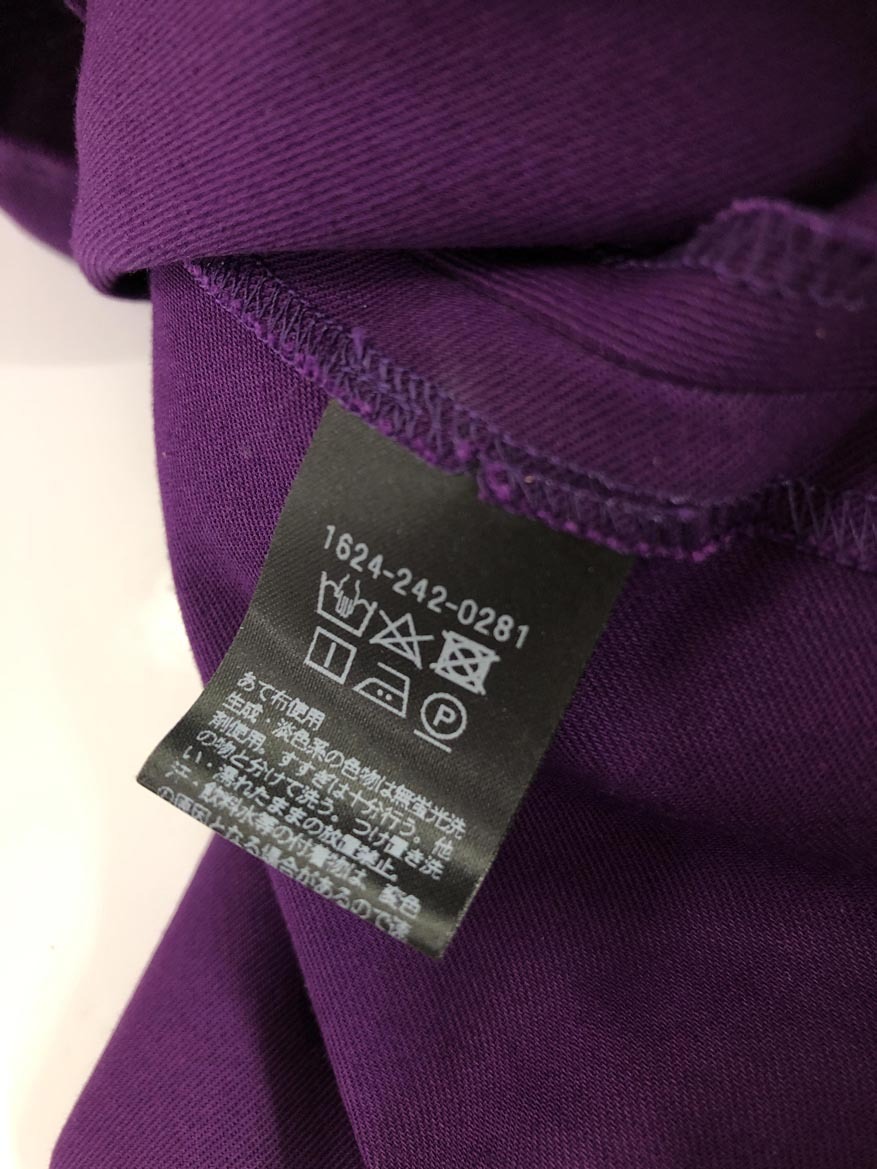 1624-242-0281
P
あて布使用
生成・淡色系の色物は無蛍光洗
剤使用。すすぎは十分行う。他
の物と分けて洗う。つけ置き洗
い・濡れたままの放置禁止。
汗、飲料水等の付着物は、変色
の原因となる場合があるので